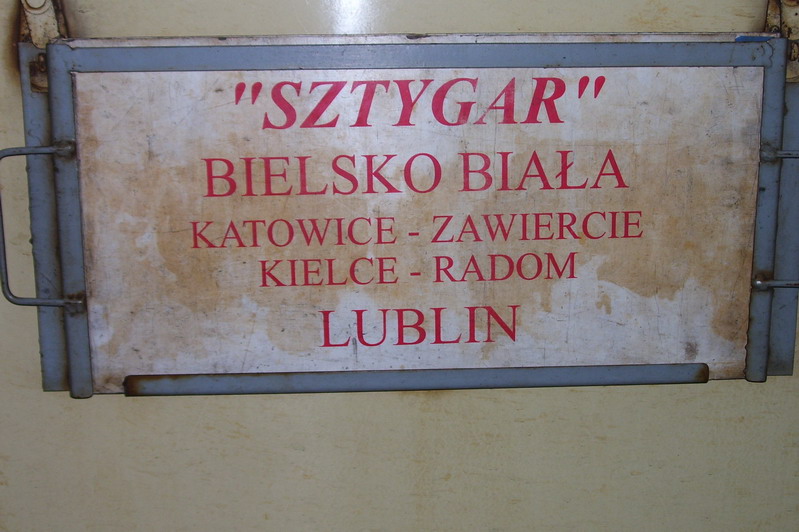 "SZTYGAR"
BIELSKO BIAŁA
KATOWICE - ZAWIERCIE
KIELCE - RADOM
LUBLIN